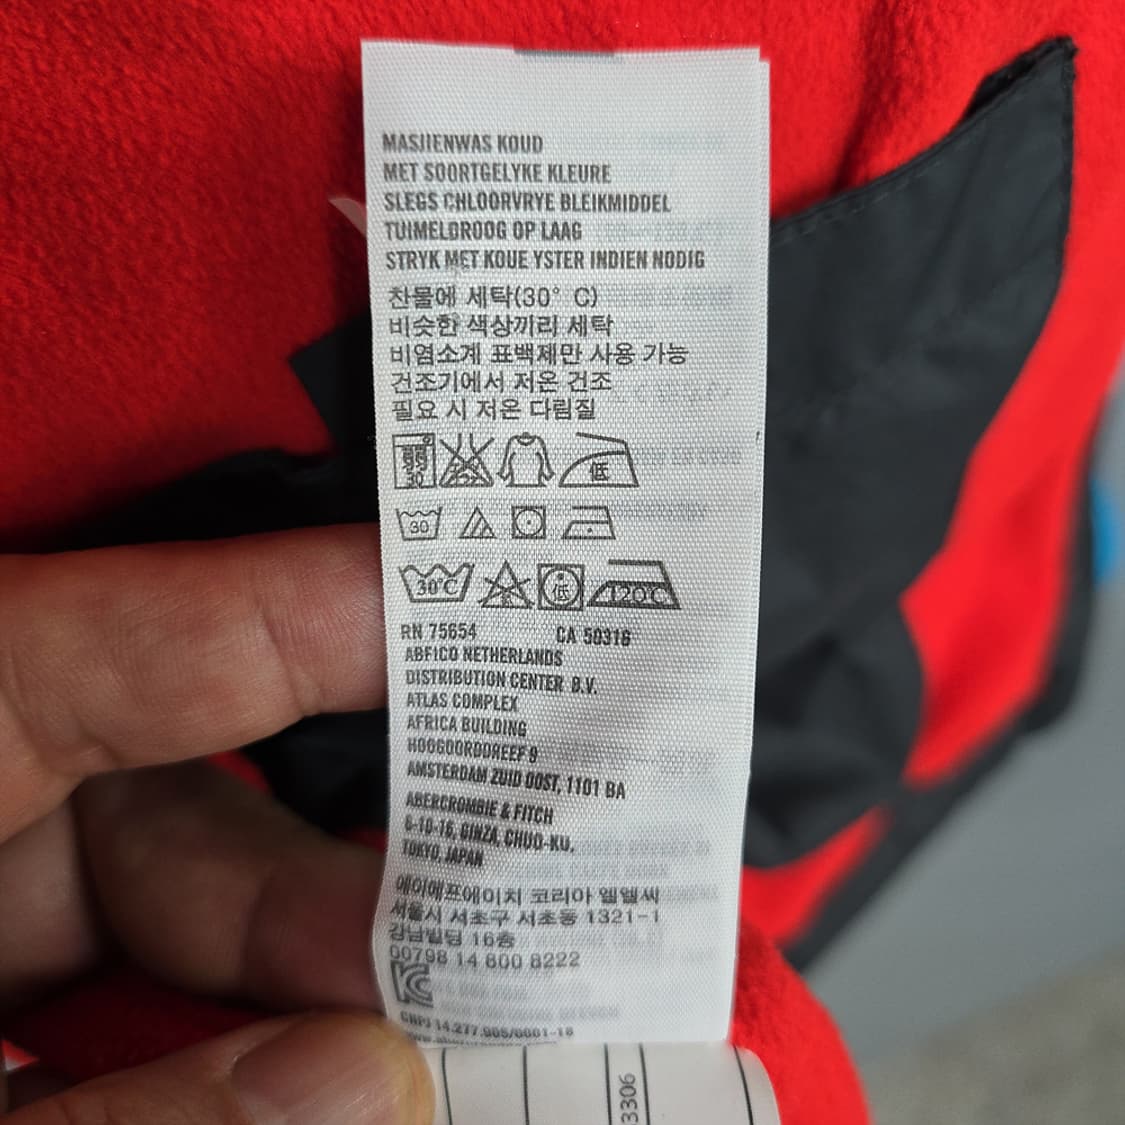 MASJIENWAS KOUD
MET SOORTGELYKE KLEURE
SLEGS CHLOORVRYE BLEIKMIDDEL
TUIMELDROOG OP LAAG
STRYK MET KOUE YSTER INDIEN NODIG
찬물에 세탁(30° C)
비슷한 색상끼리 세탁
비염소계 표백제만 사용 가능
건조기에서 저온 건조
필요 시 저온 다림질
30 低
30
30°C 低 120°C
RN 75654 CA 50316
ABFICO NETHERLANDS
DISTRIBUTION CENTER B.V.
ATLAS COMPLEX
AFRICA BUILDING
HOOGOORDDREEF 9
AMSTERDAM ZUID OOST, 1101 BA
ABERCROMBIE & FITCH
6-10-16, GINZA, CHUO-KU.
TOKYO, JAPAN
에이에프에이치 코리아 엘엘씨
서울시 서초구 서초동 1321-1
강남빌딩 16층
00798 14 800 8222
KC
CNPJ 14.277.905/0001-18
3306